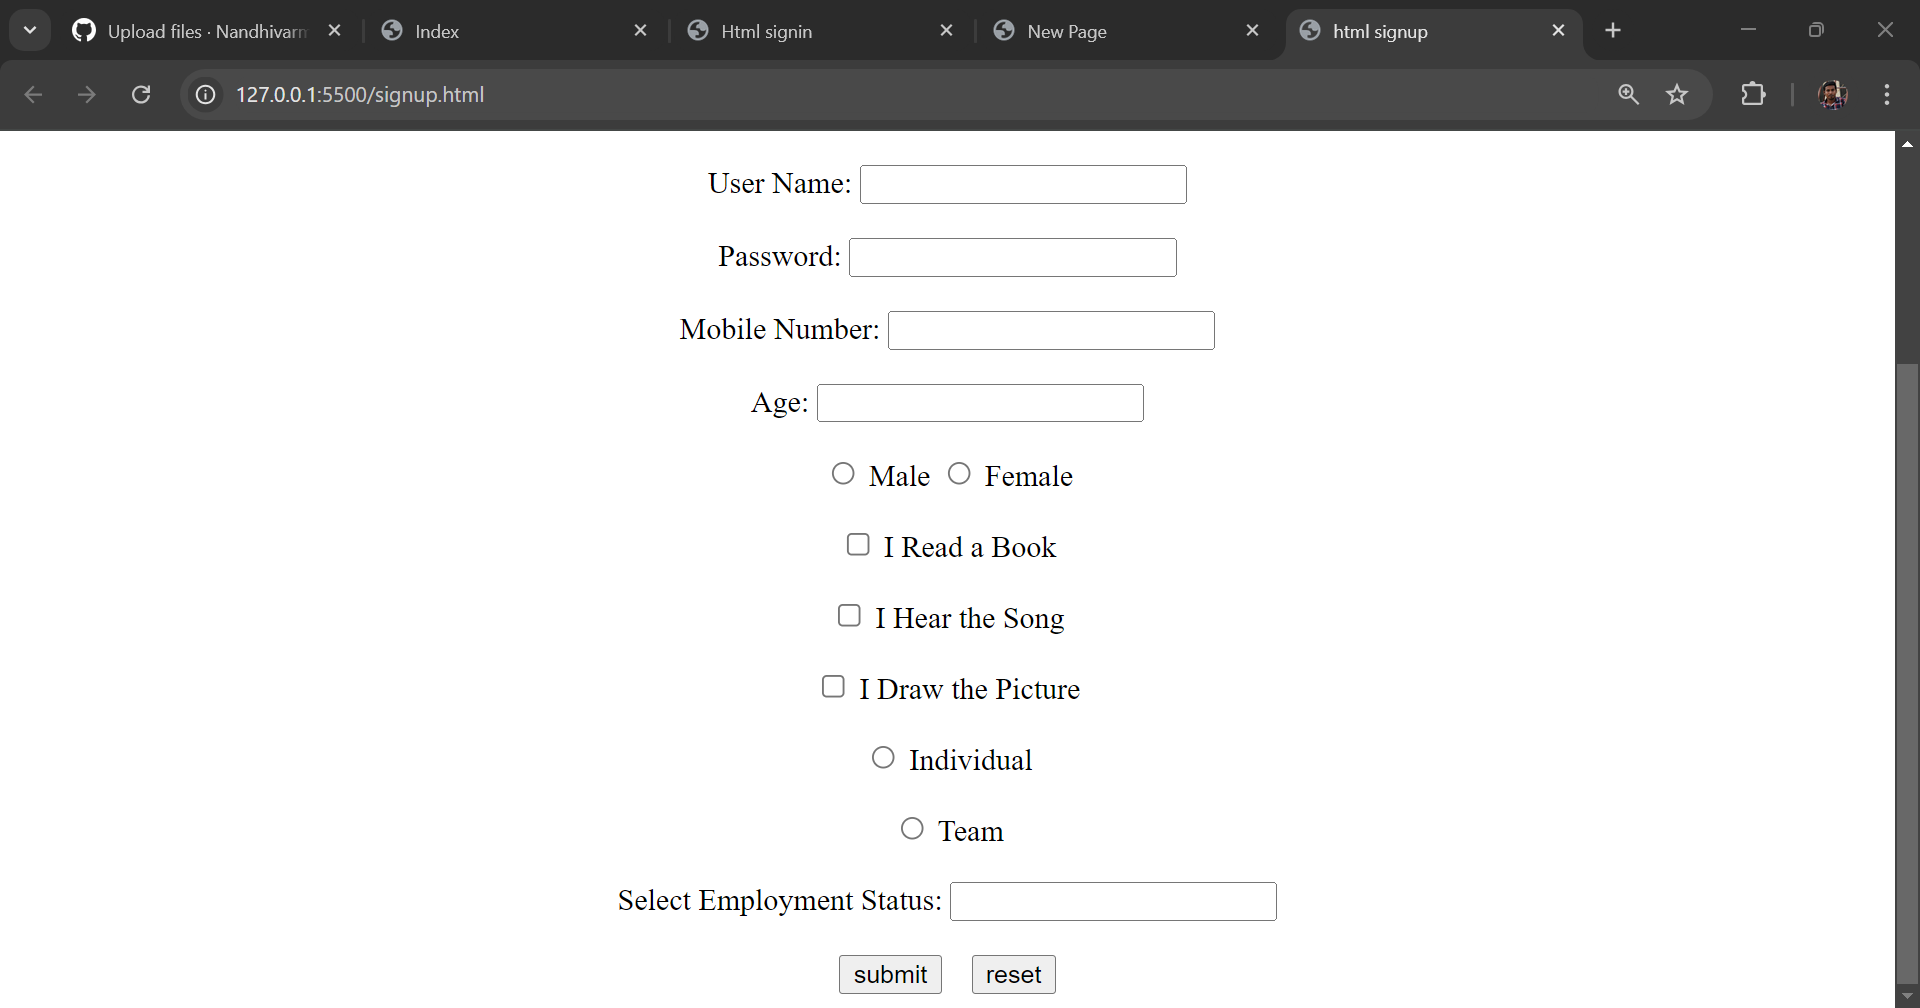 Upload files · Nandhivarm
Index
Html signin
New Page
html signup
127.0.0.1:5500/signup.html
User Name:
Password:
Mobile Number:
Age:
Male Female
I Read a Book
I Hear the Song
I Draw the Picture
Individual
Team
Select Employment Status:
submit reset